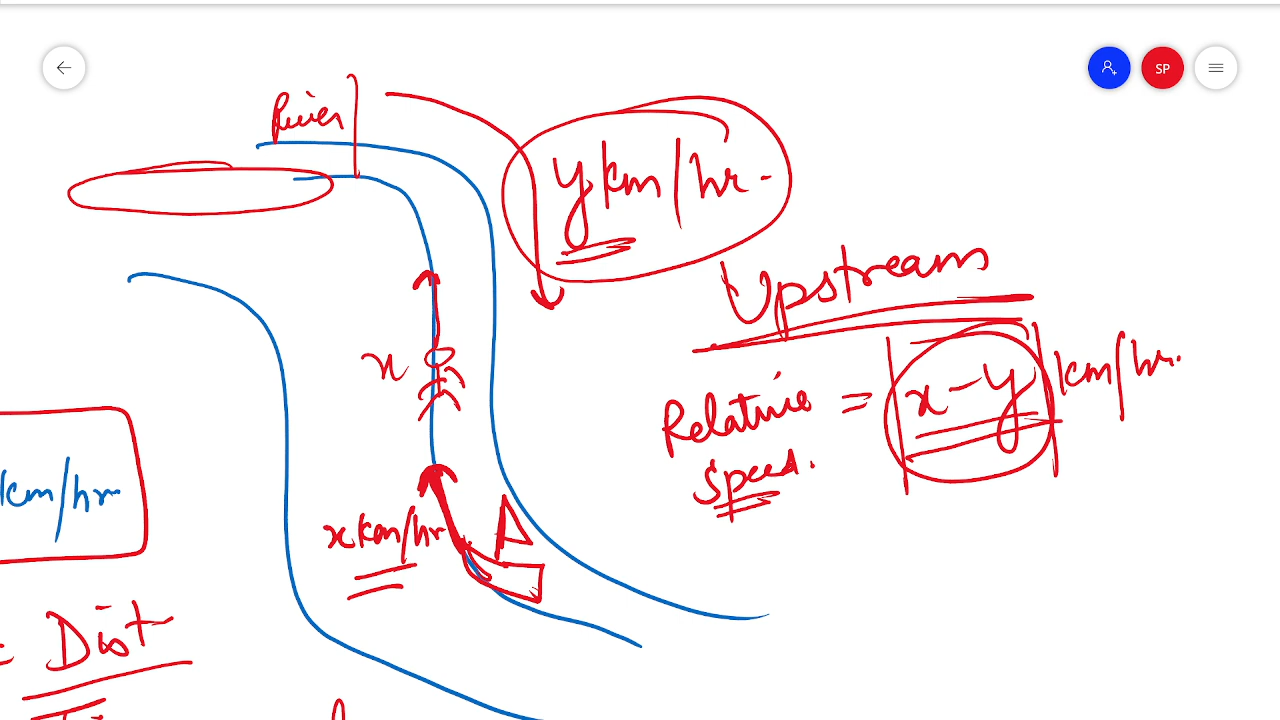 SP
River
y km/hr.
Upstream
x
Relative = |x-y| km/hr.
speed.
km/hr
x km/hr
= Dist